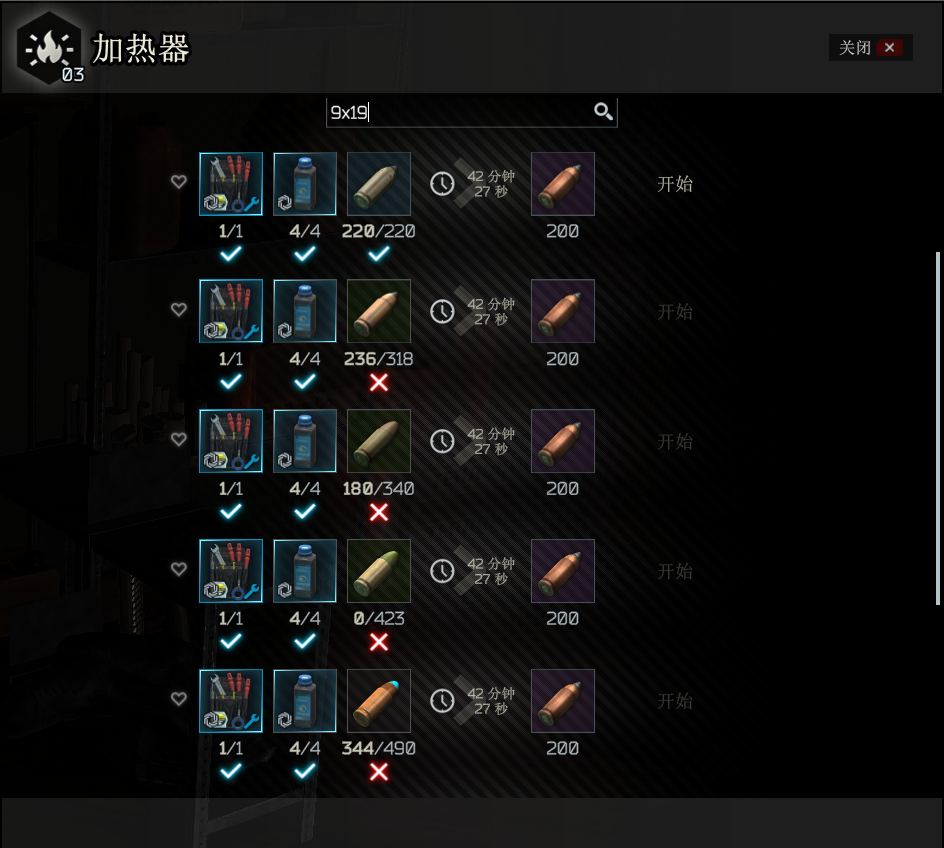 加热器
03
关闭
9x19
42 分钟
27 秒
开始
1/1
4/4
220/220
200
42 分钟
27 秒
开始
1/1
4/4
236/318
200
42 分钟
27 秒
开始
1/1
4/4
180/340
200
42 分钟
27 秒
开始
1/1
4/4
0/423
200
42 分钟
27 秒
开始
1/1
4/4
344/490
200